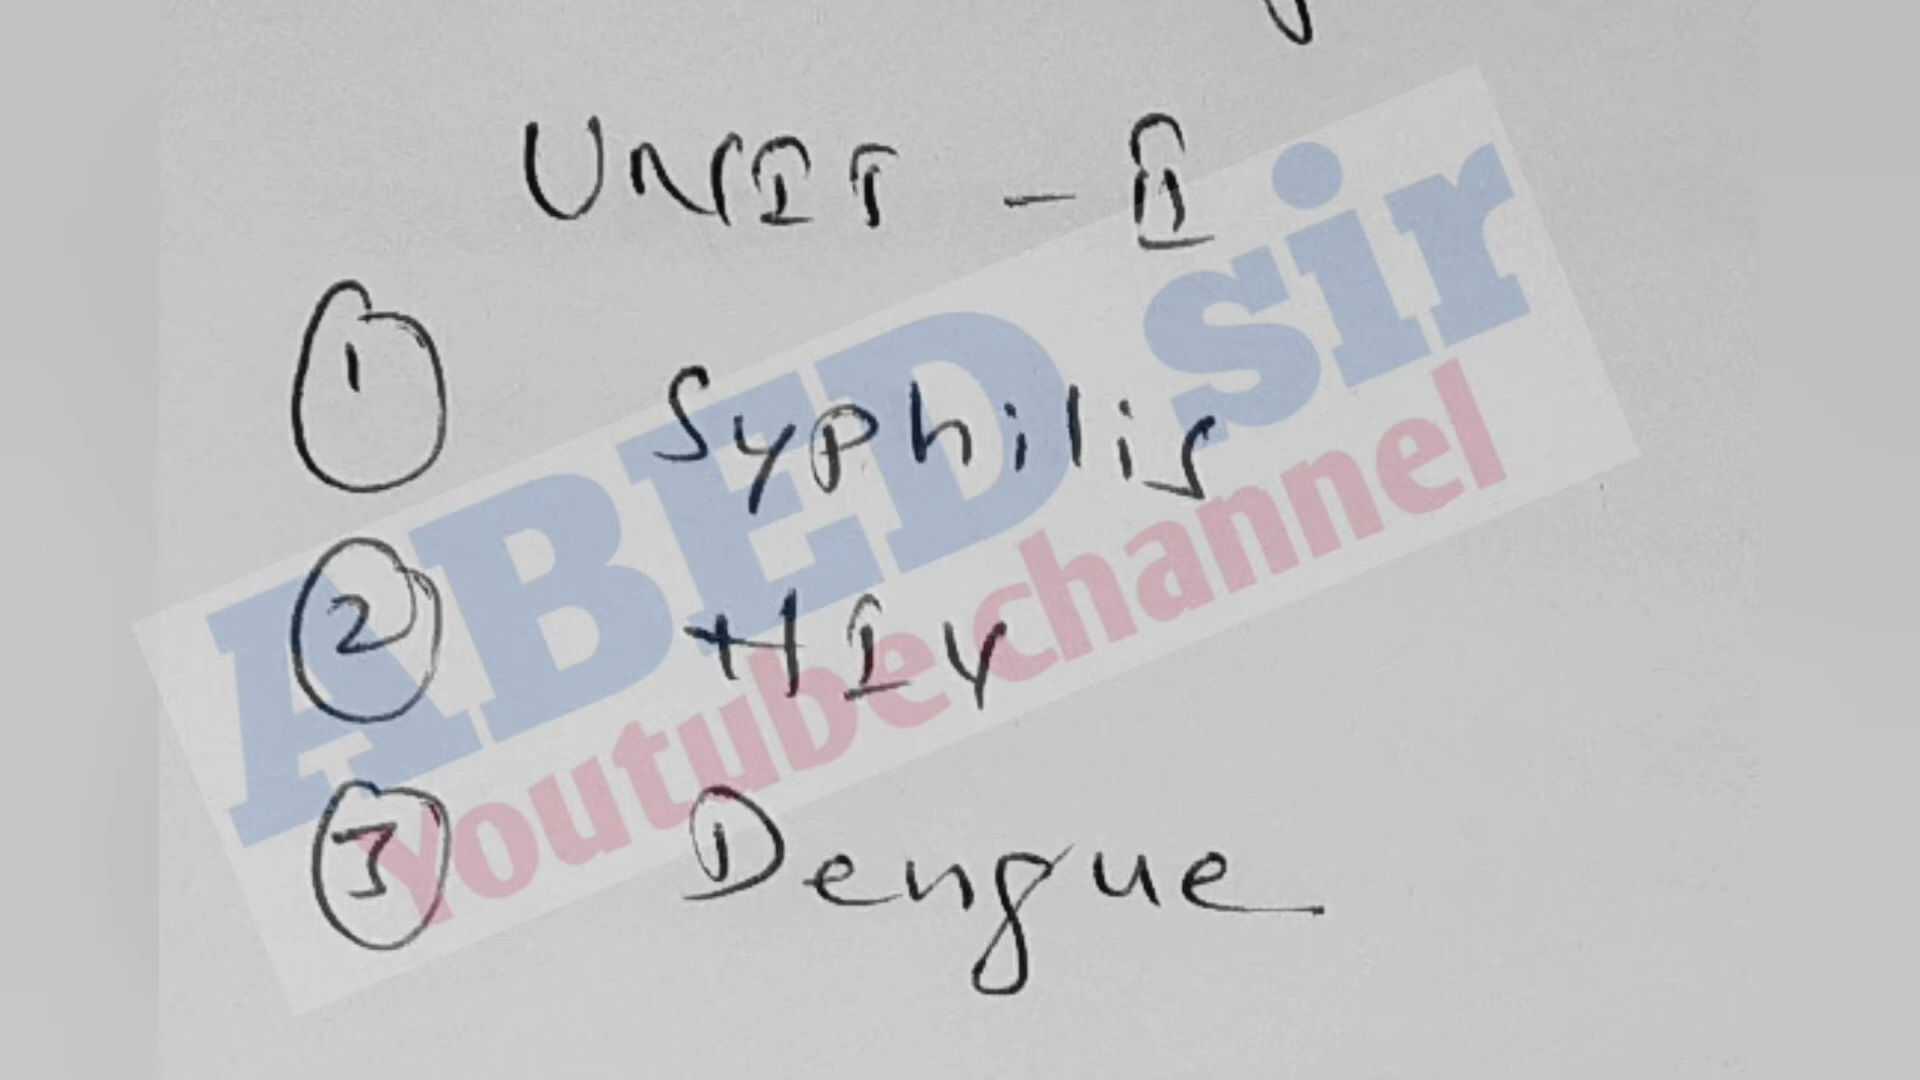 UNIT - II
① Syphilis
② HIV
③ Dengue
ABED sir
Youtube channel